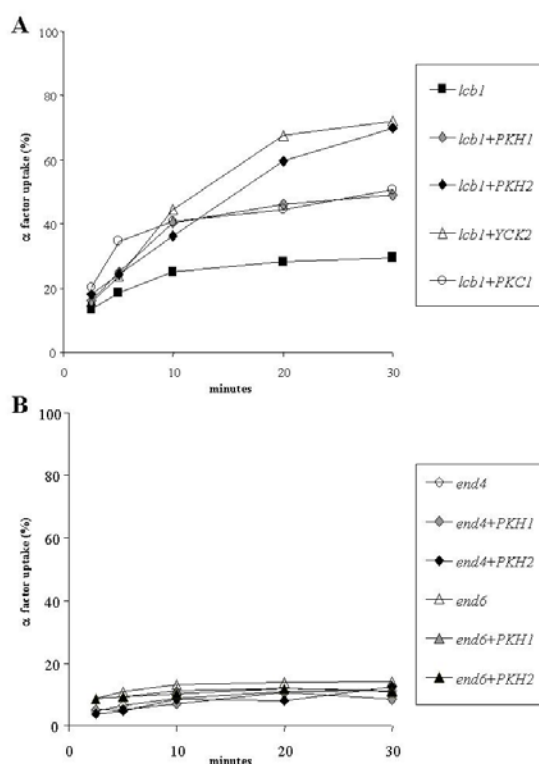 A
100
80
60
40
20
0
α factor uptake (%)
0 10 20 30
minutes
lcb1
lcb1+PKH1
lcb1+PKH2
lcb1+YCK2
lcb1+PKC1
B
100
80
60
40
20
0
α factor uptake (%)
0 10 20 30
minutes
end4
end4+PKH1
end4+PKH2
end6
end6+PKH1
end6+PKH2